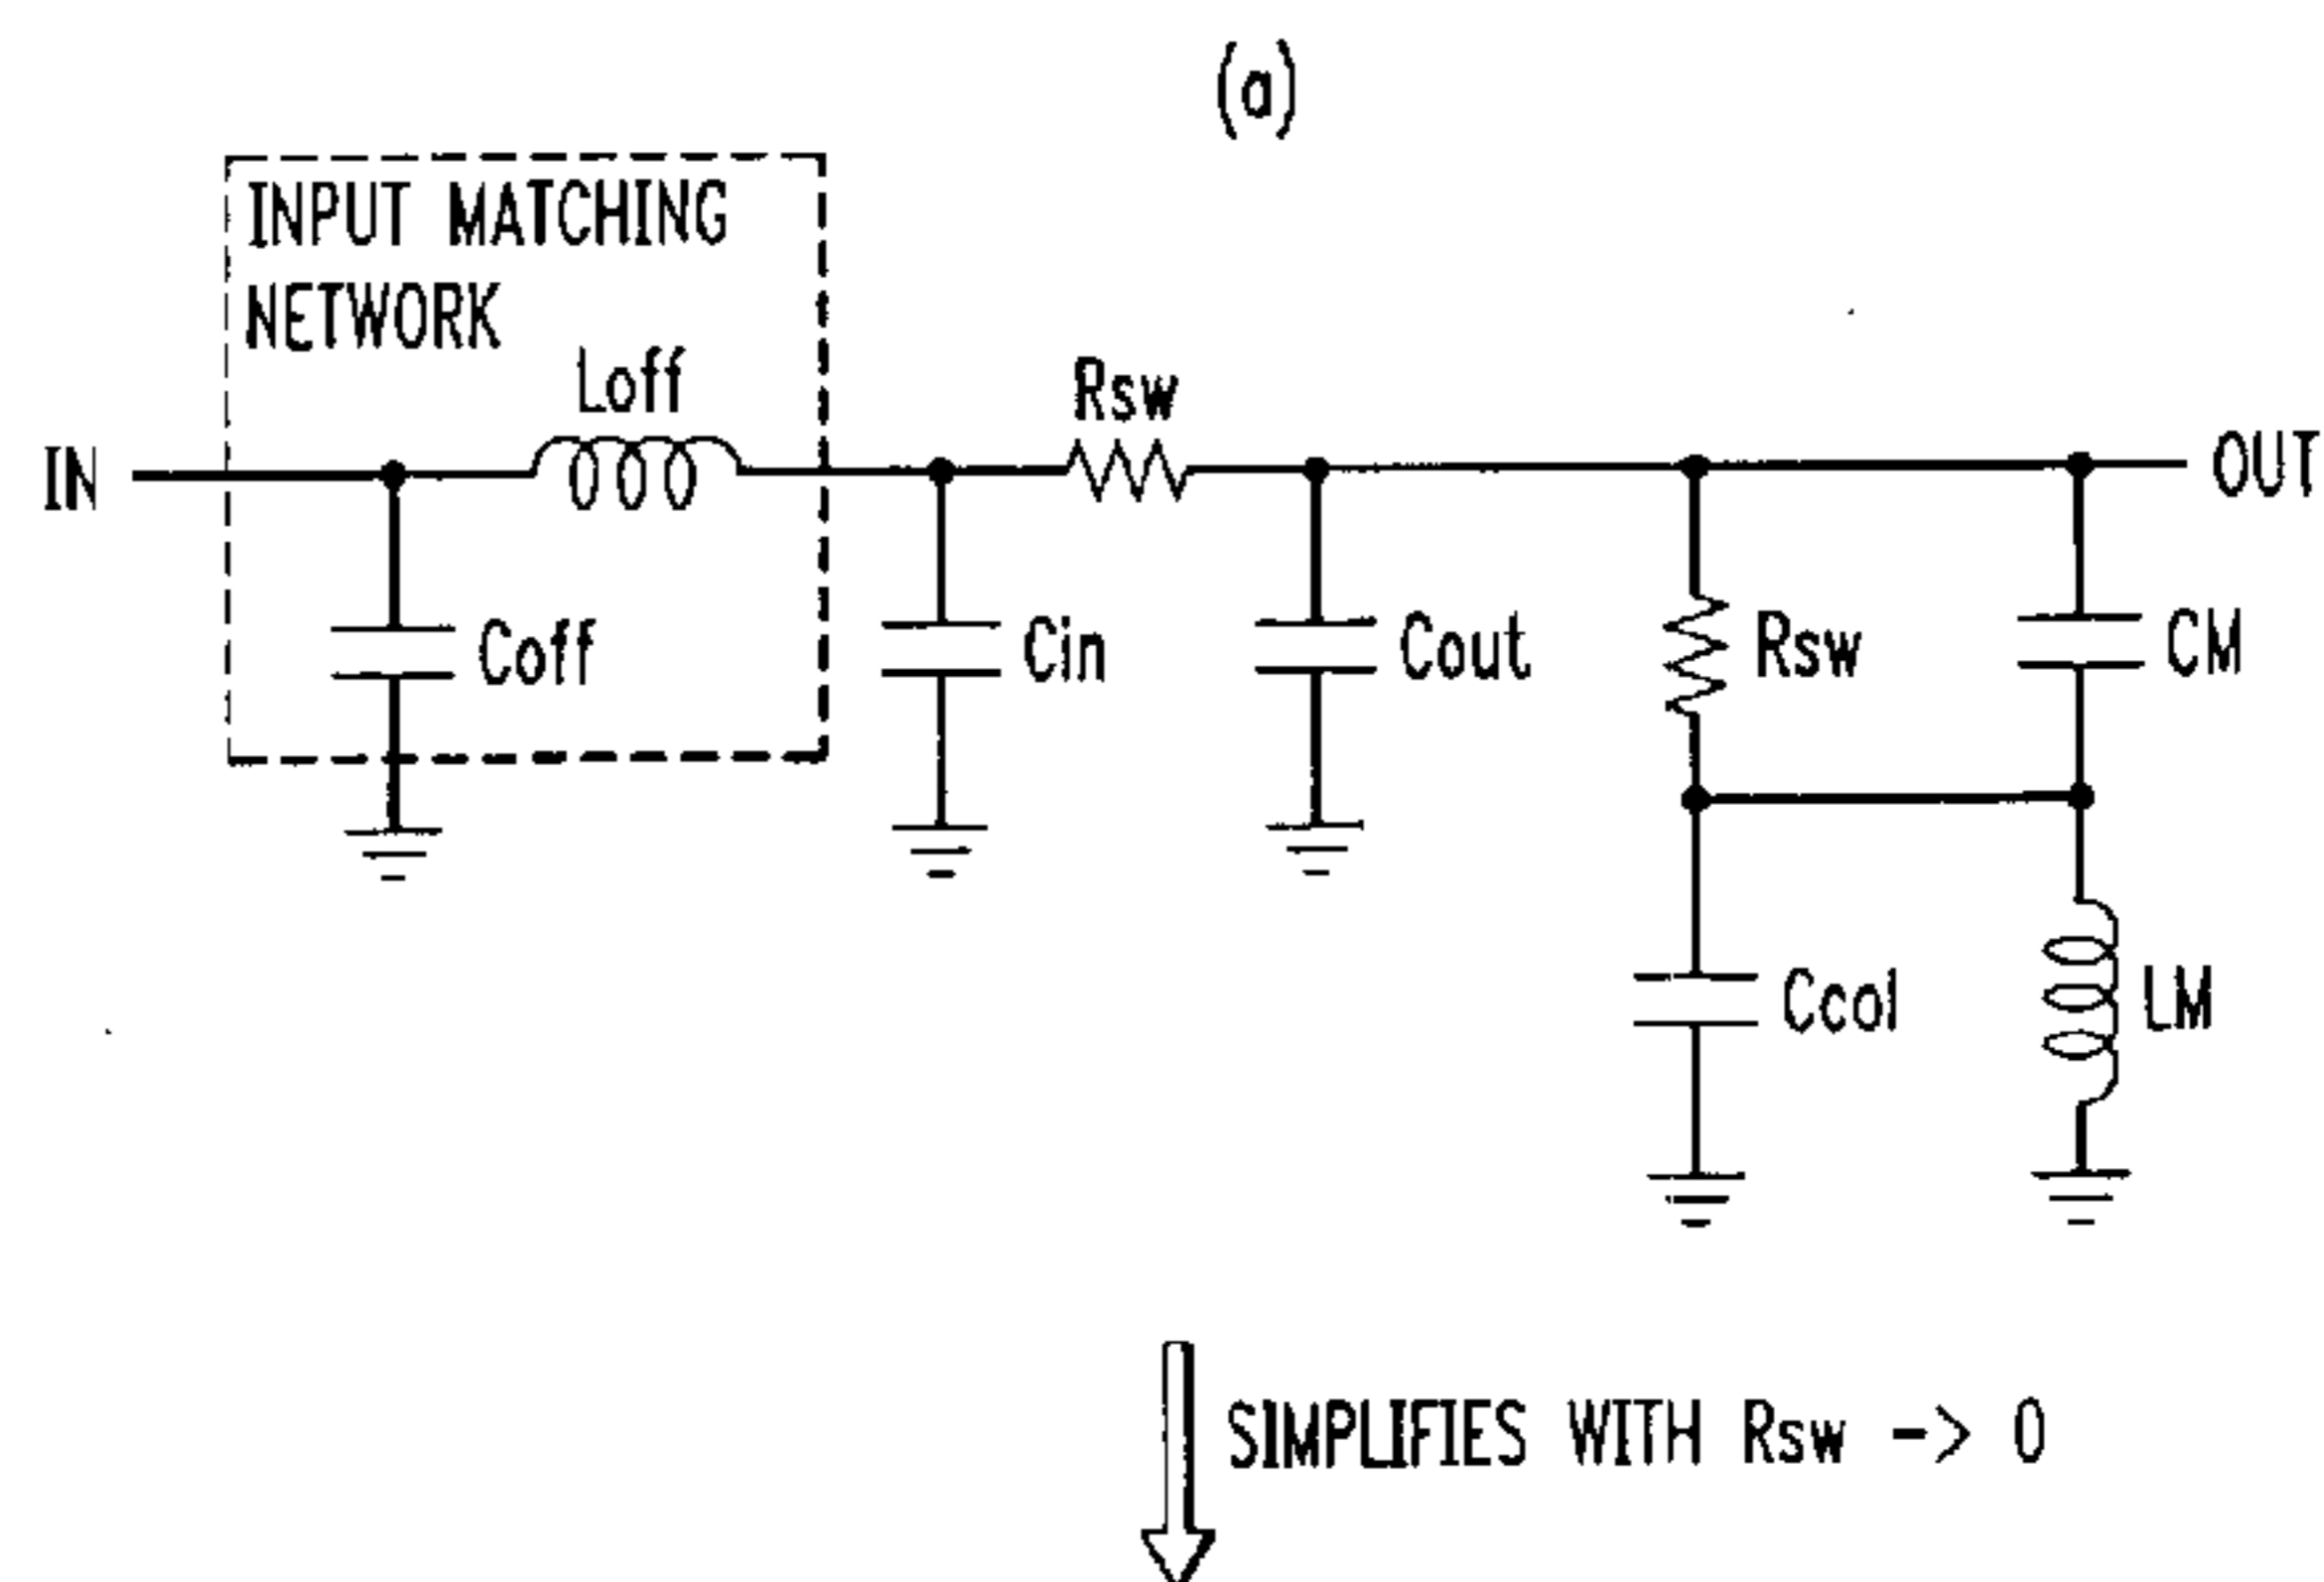 (a)
INPUT MATCHING
NETWORK
Loff
Rsw
IN
OUT
Coff
Cin
Cout
Rsw
CM
Ccol
LM
SIMPLIFIES WITH Rsw -> 0